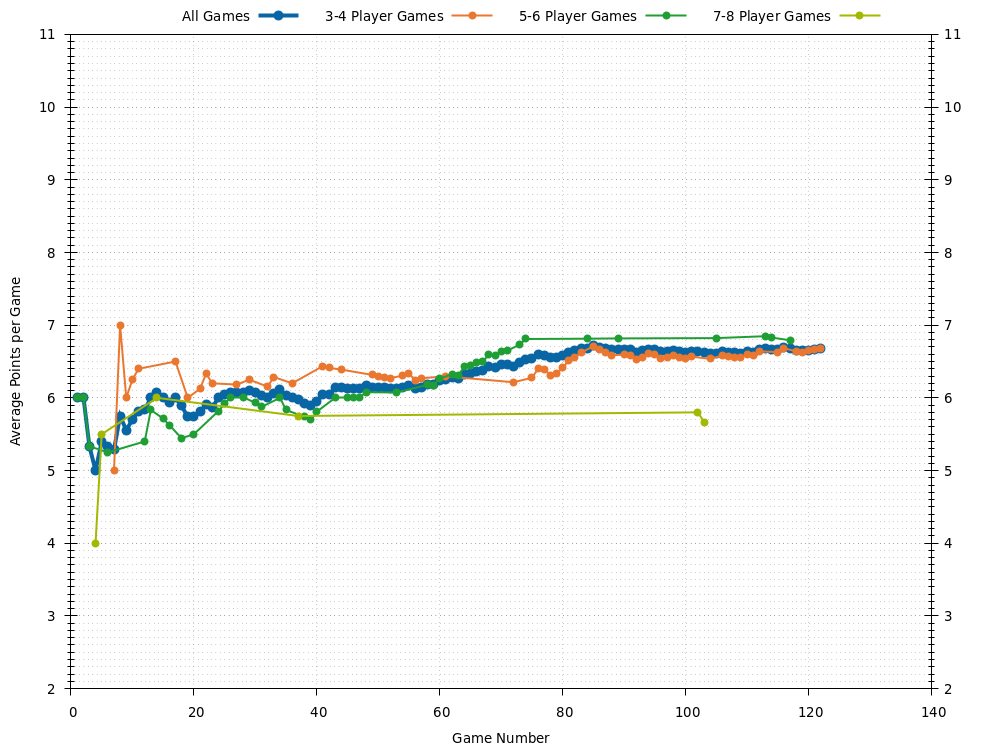 All Games 3-4 Player Games 5-6 Player Games 7-8 Player Games
11 11
10 10
9 9
8 8
7 7
6 6
5 5
4 4
3 3
2 2
Average Points per Game
0 20 40 60 80 100 120 140
Game Number